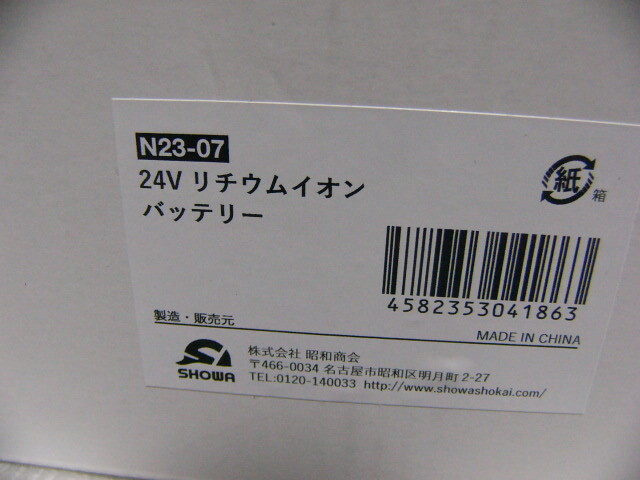 N23-07
24V リチウムイオン
バッテリー
紙
箱
4582353041863
製造・販売元
MADE IN CHINA
SHOWA
株式会社 昭和商会
〒466-0034 名古屋市昭和区明月町2-27
TEL:0120-140033 http://www.showashokai.com/